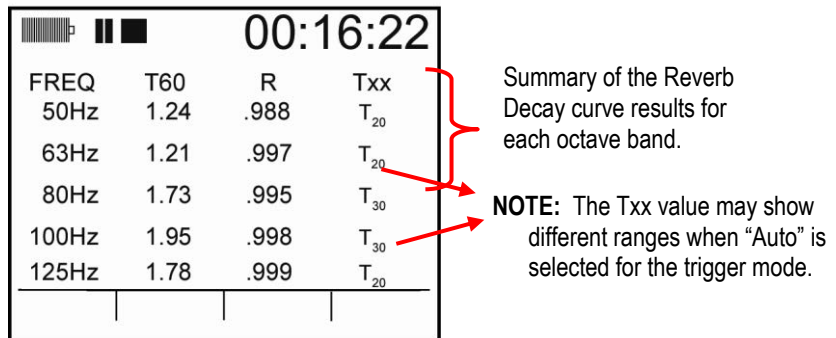 00:16:22
FREQ T60 R Txx
50Hz 1.24 .988 T20
63Hz 1.21 .997 T20
80Hz 1.73 .995 T30
100Hz 1.95 .998 T30
125Hz 1.78 .999 T20
Summary of the Reverb
Decay curve results for
each octave band.
NOTE: The Txx value may show
different ranges when “Auto” is
selected for the trigger mode.